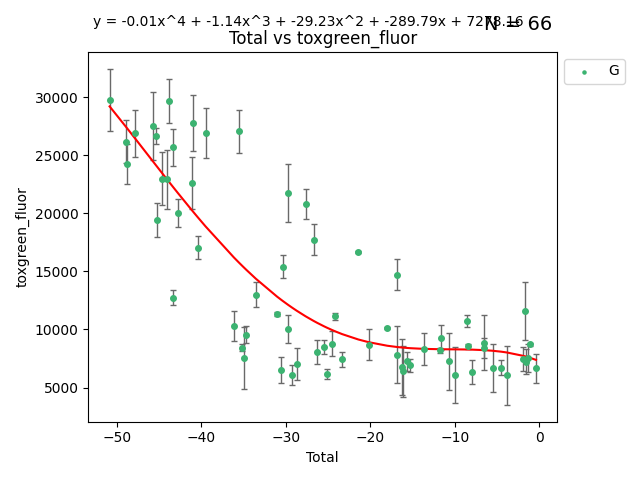 y = -0.01x^4 + -1.14x^3 + -29.23x^2 + -289.79x + 7278.16
N = 66
Total vs toxgreen_fluor
G
30000
25000
20000
15000
10000
5000
toxgreen_fluor
−50 −40 −30 −20 −10 0
Total